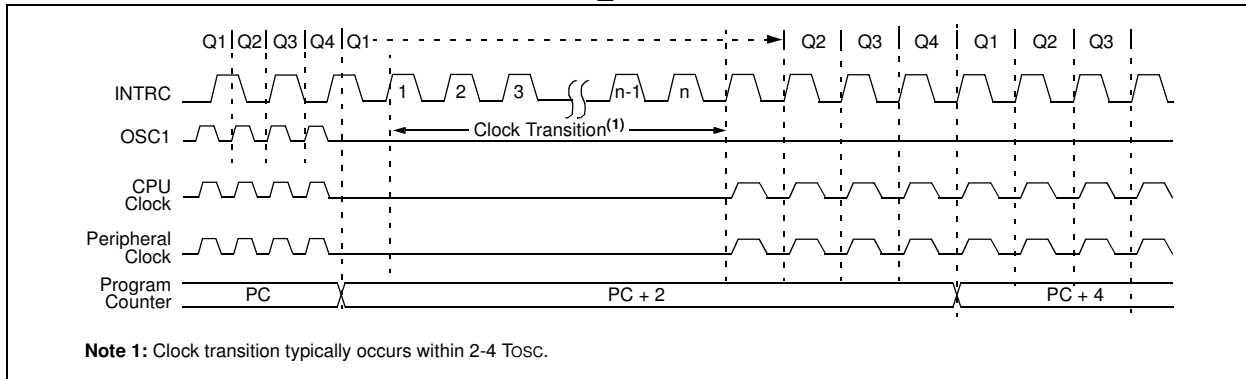 Q1 Q2 Q3 Q4 Q1 Q2 Q3 Q4 Q1 Q2 Q3
INTRC 1 2 3 n-1 n
OSC1 Clock Transition(1)
CPU
Clock
Peripheral
Clock
Program
Counter PC PC + 2 PC + 4
Note 1: Clock transition typically occurs within 2-4 TOSC.